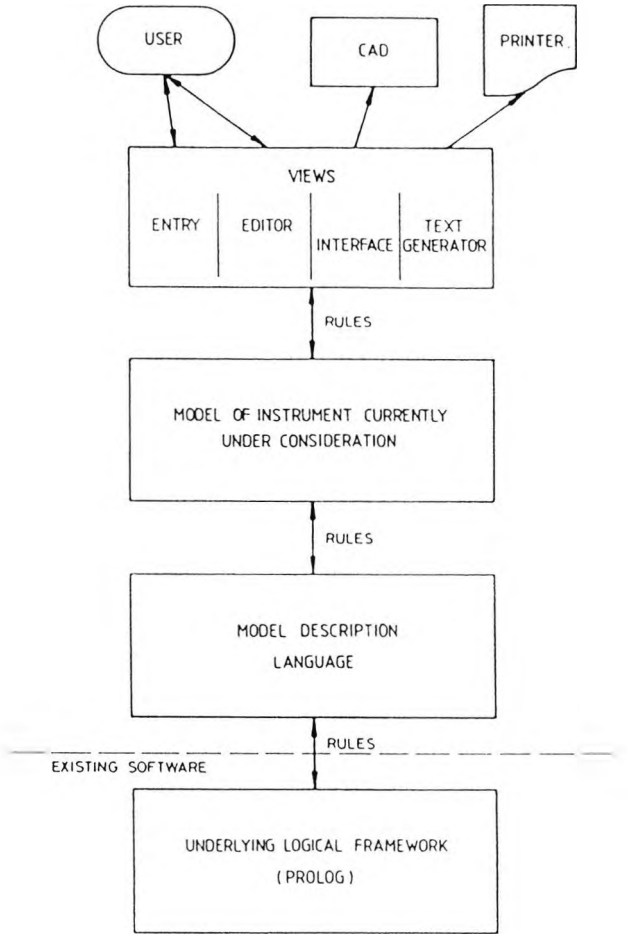 USER
CAD
PRINTER.
VIEWS
ENTRY
EDITOR
INTERFACE
TEXT
GENERATOR
RULES
MODEL OF INSTRUMENT CURRENTLY
UNDER CONSIDERATION
RULES
MODEL DESCRIPTION
LANGUAGE
RULES
EXISTING SOFTWARE
UNDERLYING LOGICAL FRAMEWORK
(PROLOG)